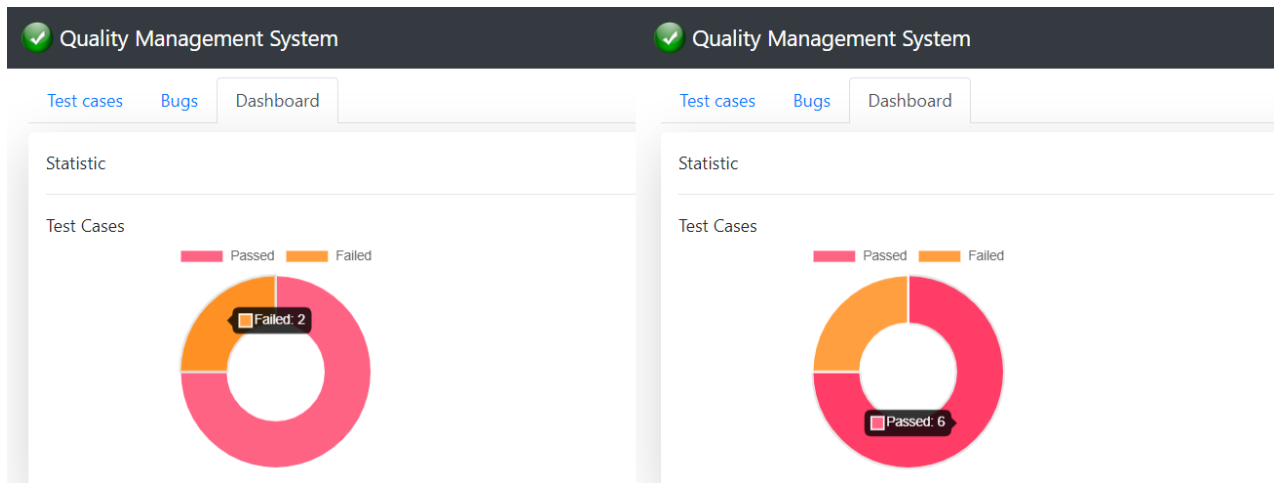 Quality Management System
Test cases Bugs Dashboard
Statistic
Test Cases
Passed Failed
Failed: 2
Quality Management System
Test cases Bugs Dashboard
Statistic
Test Cases
Passed Failed
Passed: 6